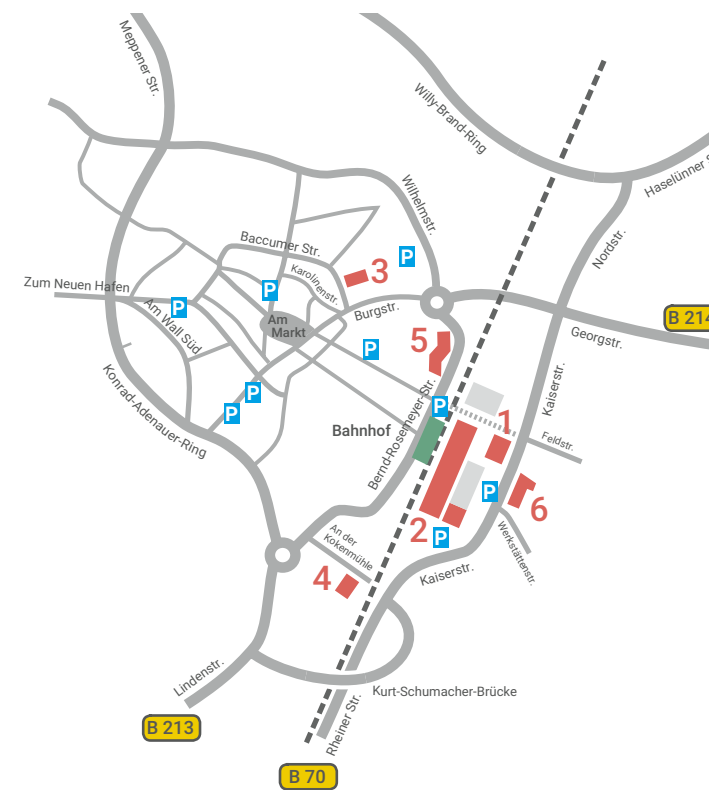 Meppener Str.
Willy-Brand-Ring
Haselünner S
Wilhelmstr.
Nordstr.
Baccumer Str.
P
3
Karolinenstr.
Zum Neuen Hafen
P
P
Am Wall Süd
Am
Markt
Burgstr.
B 214
Georgstr.
5
P
Konrad-Adenauer-Ring
Kaiserstr.
P
P
P
Bernd-Rosemeyer-Str.
Bahnhof
1
Feldstr.
P
6
2
P
Werkstättenstr.
An der
Kokenmühle
4
Kaiserstr.
Lindenstr.
Kurt-Schumacher-Brücke
Rheiner Str.
B 213
B 70